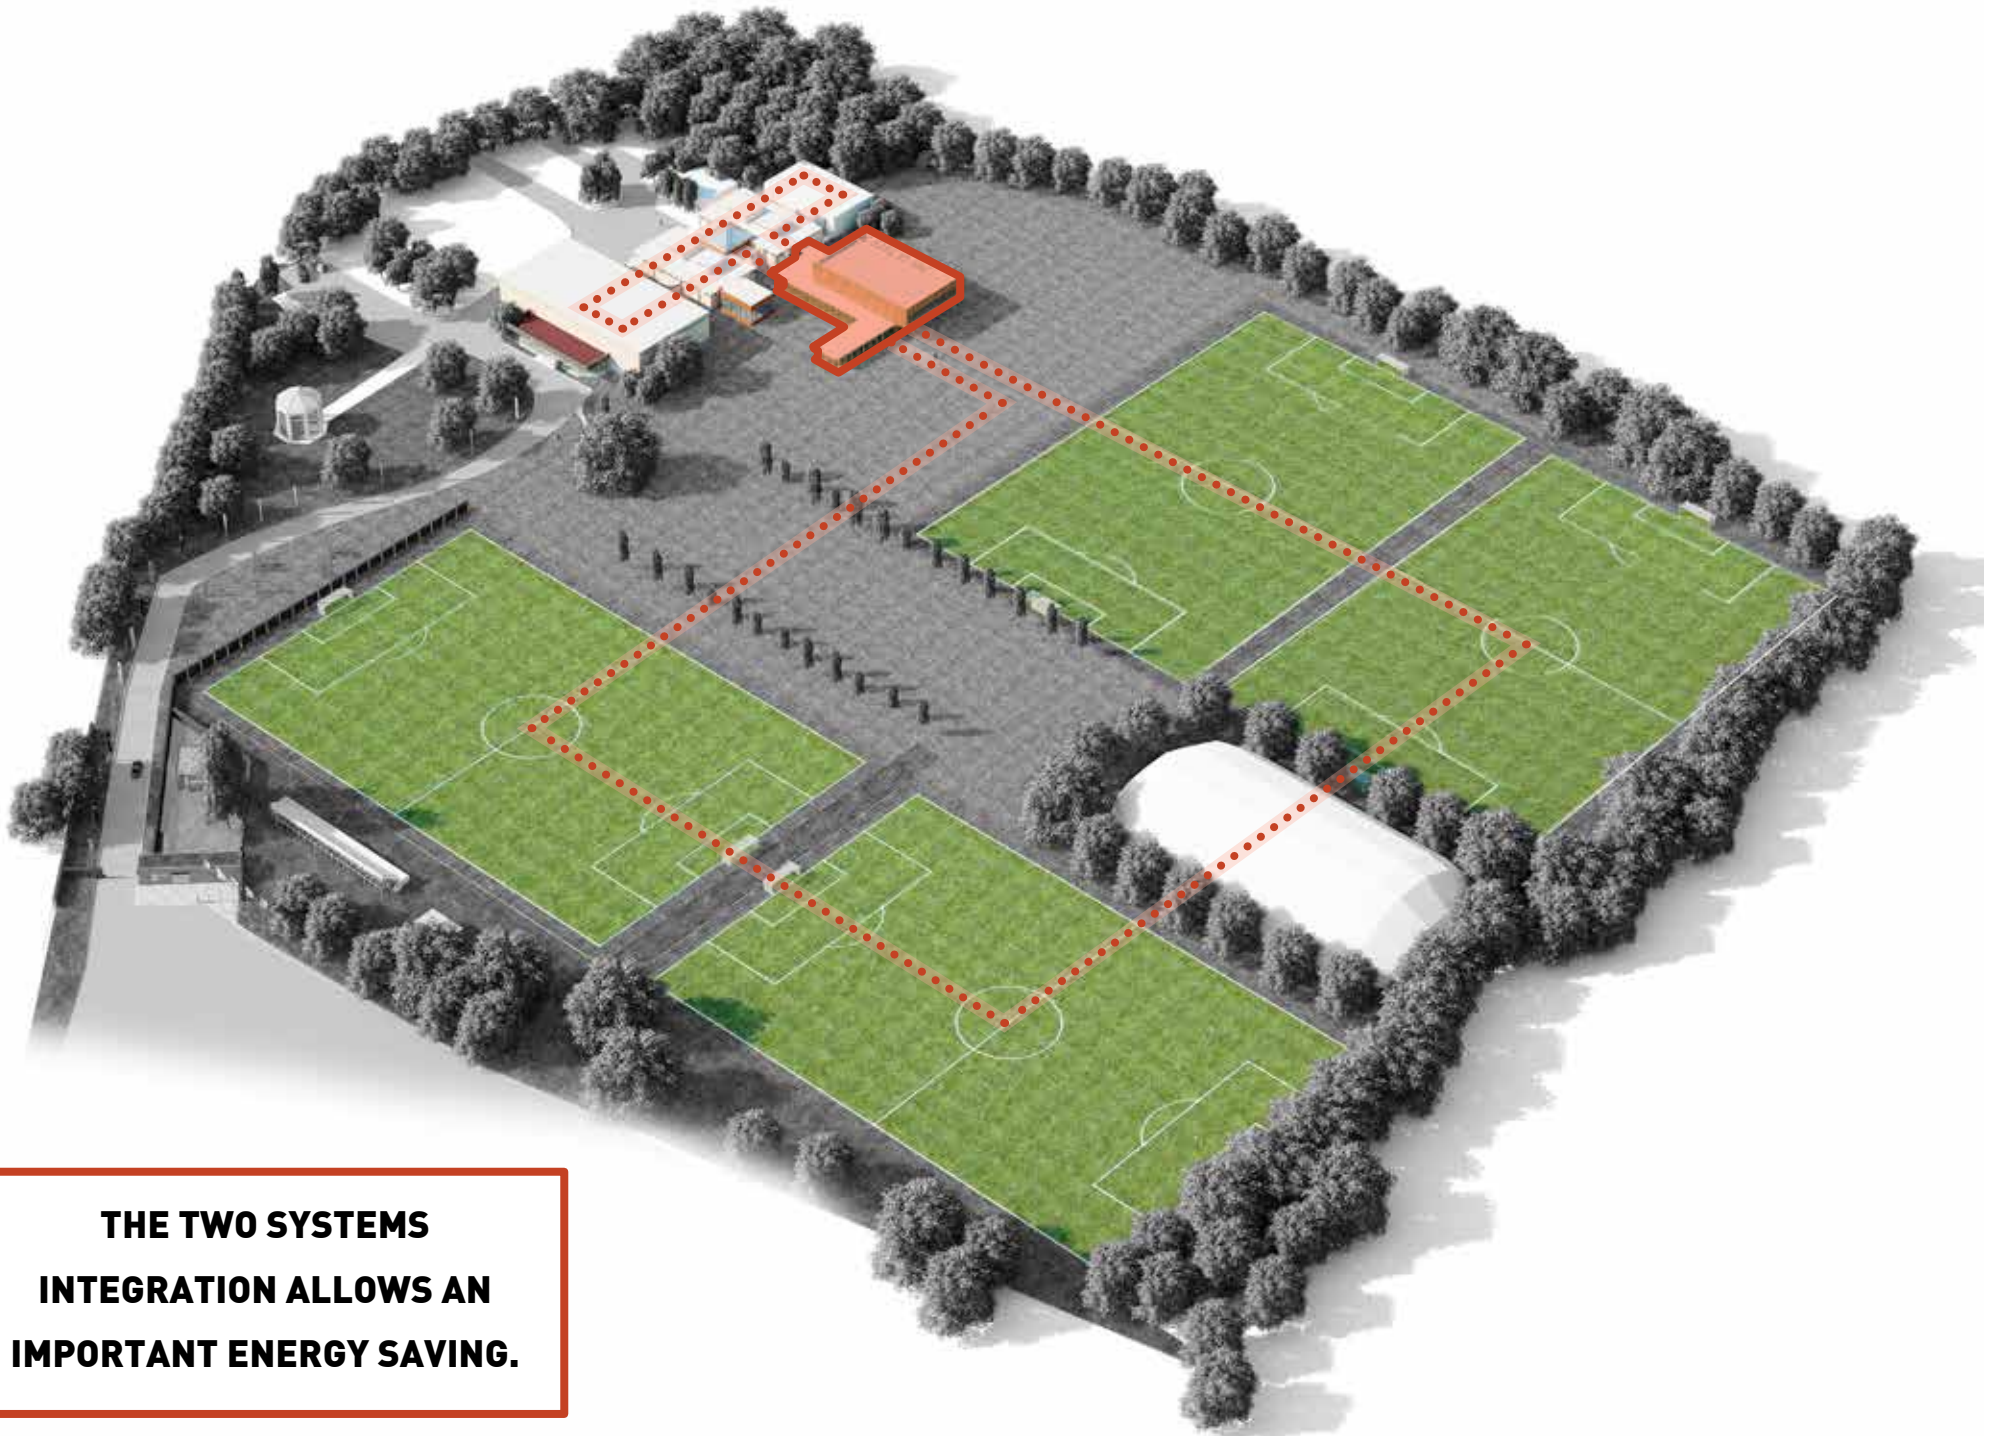 THE TWO SYSTEMS
INTEGRATION ALLOWS AN
IMPORTANT ENERGY SAVING.